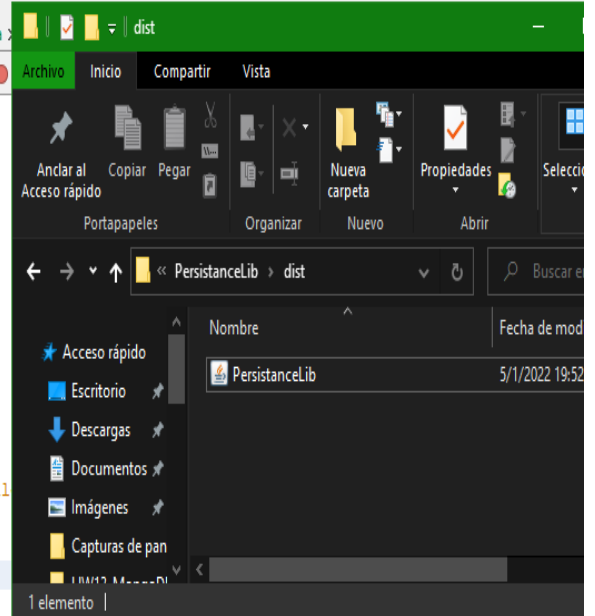 dist
Archivo Inicio Compartir Vista
Anclar al Acceso rápido
Copiar
Pegar
Nueva carpeta
Propiedades
Selecci
Portapapeles Organizar Nuevo Abrir
« PersistanceLib › dist
Buscar e
Nombre
Fecha de mod
Acceso rápido
PersistanceLib 5/1/2022 19:52
Escritorio
Descargas
Documentos
Imágenes
Capturas de pan
1 elemento